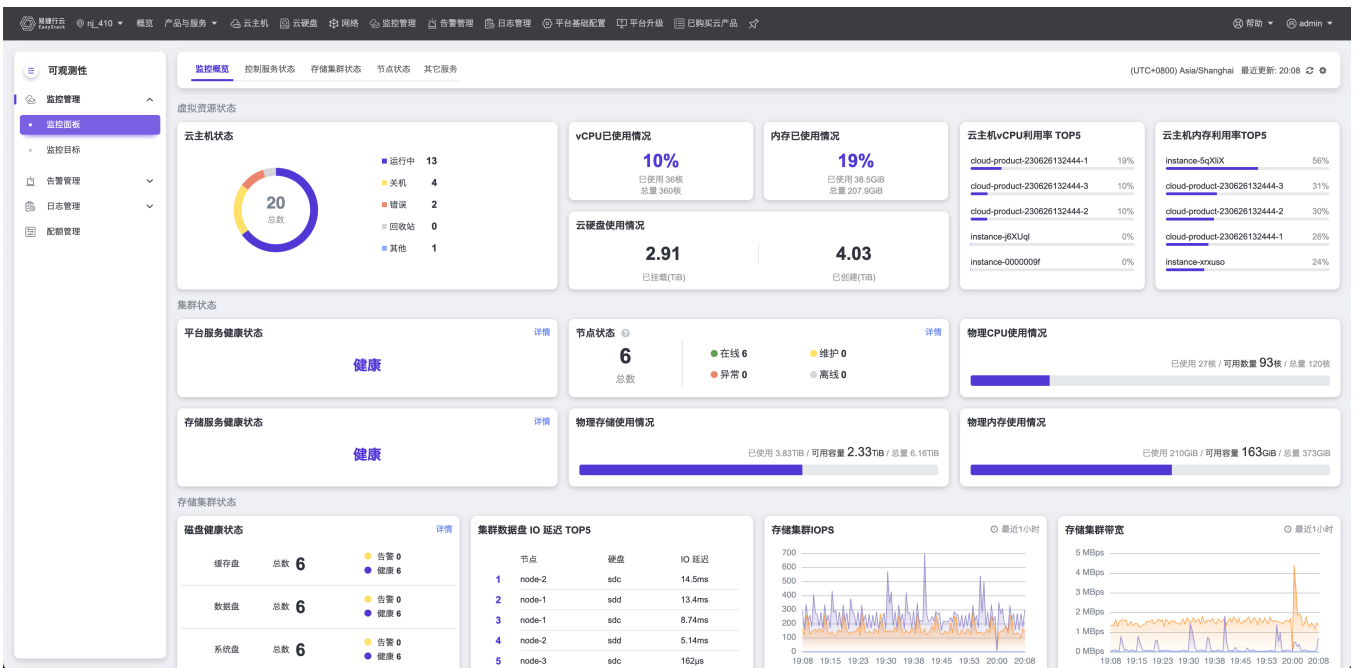 易捷行云 EasyStack nj_410 概览 产品与服务 云主机 云硬盘 网络 监控管理 告警管理 日志管理 平台基础配置 平台升级 已购买云产品 帮助 admin
可观测性
监控管理
监控面板
监控目标
告警管理
日志管理
配额管理
监控概览 控制服务状态 存储集群状态 节点状态 其它服务 (UTC+0800) Asia/Shanghai 最近更新: 20:08
虚拟资源状态
云主机状态
20
总数
运行中 13
关机 4
错误 2
回收站 0
其他 1
vCPU已使用情况
10%
已使用 36核
总量 360核
内存已使用情况
19%
已使用 38.5GiB
总量 207.9GiB
云硬盘使用情况
2.91 4.03
已挂载(TiB) 已创建(TiB)
云主机vCPU利用率 TOP5
cloud-product-230626132444-1 19%
cloud-product-230626132444-3 10%
cloud-product-230626132444-2 10%
instance-j6XUql 0%
instance-0000009f 0%
云主机内存利用率TOP5
instance-5qXliX 56%
cloud-product-230626132444-3 31%
cloud-product-230626132444-2 30%
cloud-product-230626132444-1 26%
instance-xrxuso 24%
集群状态
平台服务健康状态 详情
健康
节点状态 详情
6
总数
在线 6 维护 0
异常 0 离线 0
物理CPU使用情况
已使用 27核 / 可用数量 93核 / 总量 120核
存储服务健康状态 详情
健康
物理存储使用情况
已使用 3.83TiB / 可用容量 2.33TiB / 总量 6.16TiB
物理内存使用情况
已使用 210GiB / 可用容量 163GiB / 总量 373GiB
存储集群状态
磁盘健康状态 详情
缓存盘 总数 6 告警 0
健康 6
数据盘 总数 6 告警 0
健康 6
系统盘 总数 6 告警 0
健康 6
集群数据盘 IO 延迟 TOP5
节点 硬盘 IO 延迟
1 node-2 sdc 14.5ms
2 node-1 sdd 13.4ms
3 node-1 sdc 8.74ms
4 node-2 sdd 5.14ms
5 node-3 sdc 162μs
存储集群IOPS 最近1小时
700
600
500
400
300
200
100
0
19:08 19:15 19:23 19:30 19:38 19:45 19:53 20:00 20:08
存储集群带宽 最近1小时
5 MBps
4 MBps
3 MBps
2 MBps
1 MBps
0 MBps
19:08 19:15 19:23 19:30 19:38 19:45 19:53 20:00 20:08